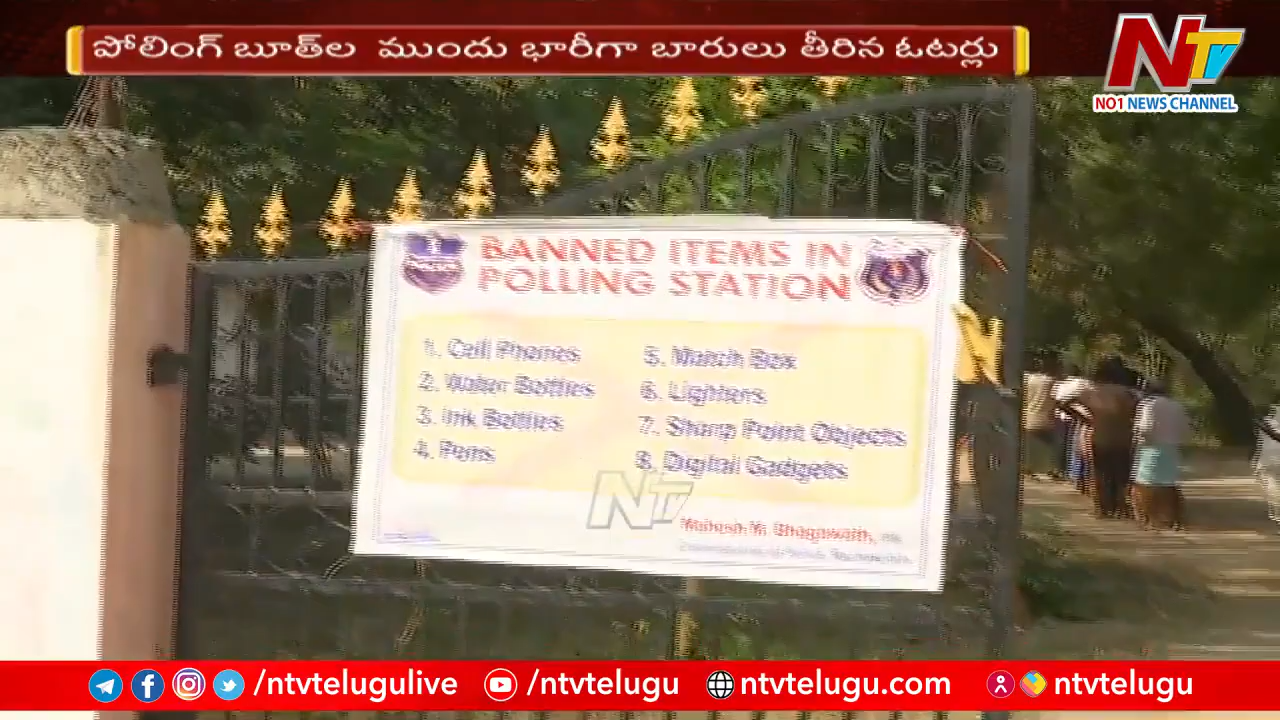 పోలింగ్ బూత్‌ల ముందు భారీగా బారులు తీరిన ఓటర్లు
NTV
NO1 NEWS CHANNEL
BANNED ITEMS IN
POLLING STATION
1. Cell Phones
2. Water Bottles
3. Ink Bottles
4. Pens
5. Match Box
6. Lighters
7. Sharp Point Objects
8. Digital Gadgets
NTV
Mahesh M. Bhagawath,
/ntvtelugulive
/ntvtelugu
ntvtelugu.com
ntvtelugu